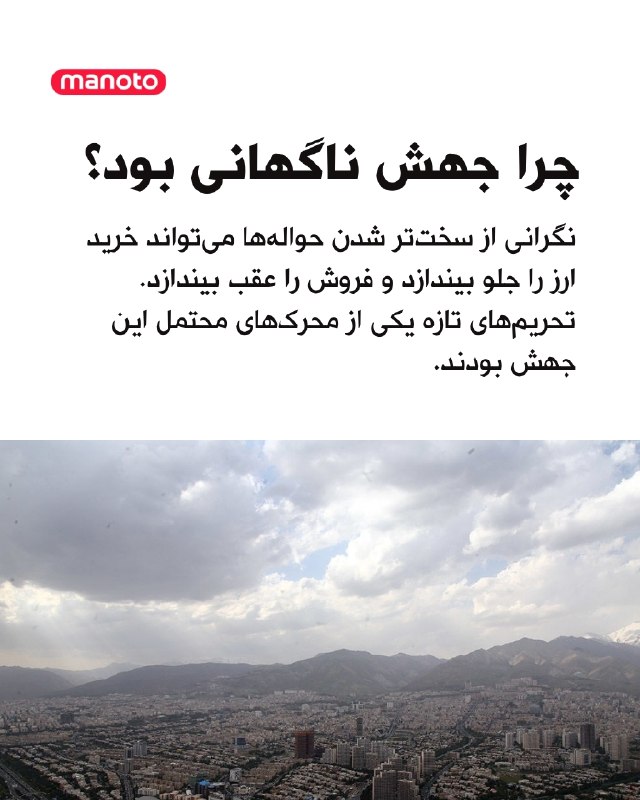 manoto
چرا جهش ناگهانی بود؟
نگرانی از سخت‌تر شدن حواله‌ها می‌تواند خرید
ارز را جلو بیندازد و فروش را عقب بیندازد.
تحریم‌های تازه یکی از محرک‌های محتمل این
جهش بودند.